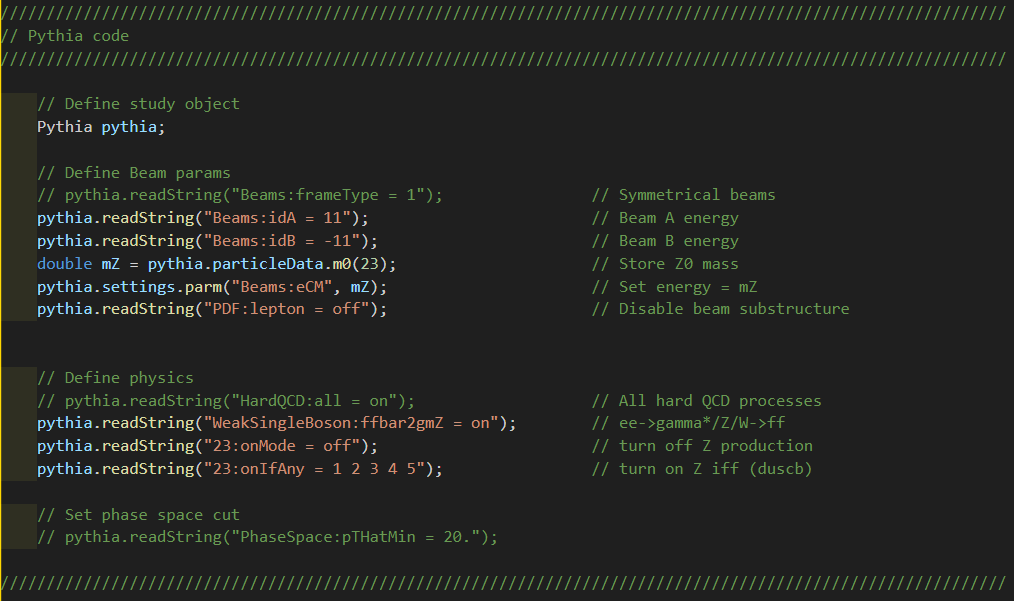 //////////////////////////////////////////////////////////////////////////////////////////////////////////////
// Pythia code
//////////////////////////////////////////////////////////////////////////////////////////////////////////////
// Define study object
Pythia pythia;
// Define Beam params
// pythia.readString("Beams:frameType = 1"); // Symmetrical beams
pythia.readString("Beams:idA = 11"); // Beam A energy
pythia.readString("Beams:idB = -11"); // Beam B energy
double mZ = pythia.particleData.m0(23); // Store Z0 mass
pythia.settings.parm("Beams:eCM", mZ); // Set energy = mZ
pythia.readString("PDF:lepton = off"); // Disable beam substructure
// Define physics
// pythia.readString("HardQCD:all = on"); // All hard QCD processes
pythia.readString("WeakSingleBoson:ffbar2gmZ = on"); // ee->gamma*/Z/W->ff
pythia.readString("23:onMode = off"); // turn off Z production
pythia.readString("23:onIfAny = 1 2 3 4 5"); // turn on Z iff (duscb)
// Set phase space cut
// pythia.readString("PhaseSpace:pTHatMin = 20.");
//////////////////////////////////////////////////////////////////////////////////////////////////////////////